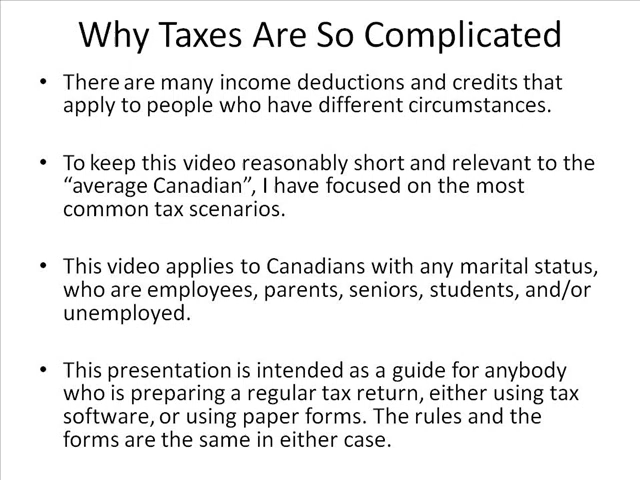 Why Taxes Are So Complicated
• There are many income deductions and credits that
apply to people who have different circumstances.
• To keep this video reasonably short and relevant to the
“average Canadian”, I have focused on the most
common tax scenarios.
• This video applies to Canadians with any marital status,
who are employees, parents, seniors, students, and/or
unemployed.
• This presentation is intended as a guide for anybody
who is preparing a regular tax return, either using tax
software, or using paper forms. The rules and the
forms are the same in either case.